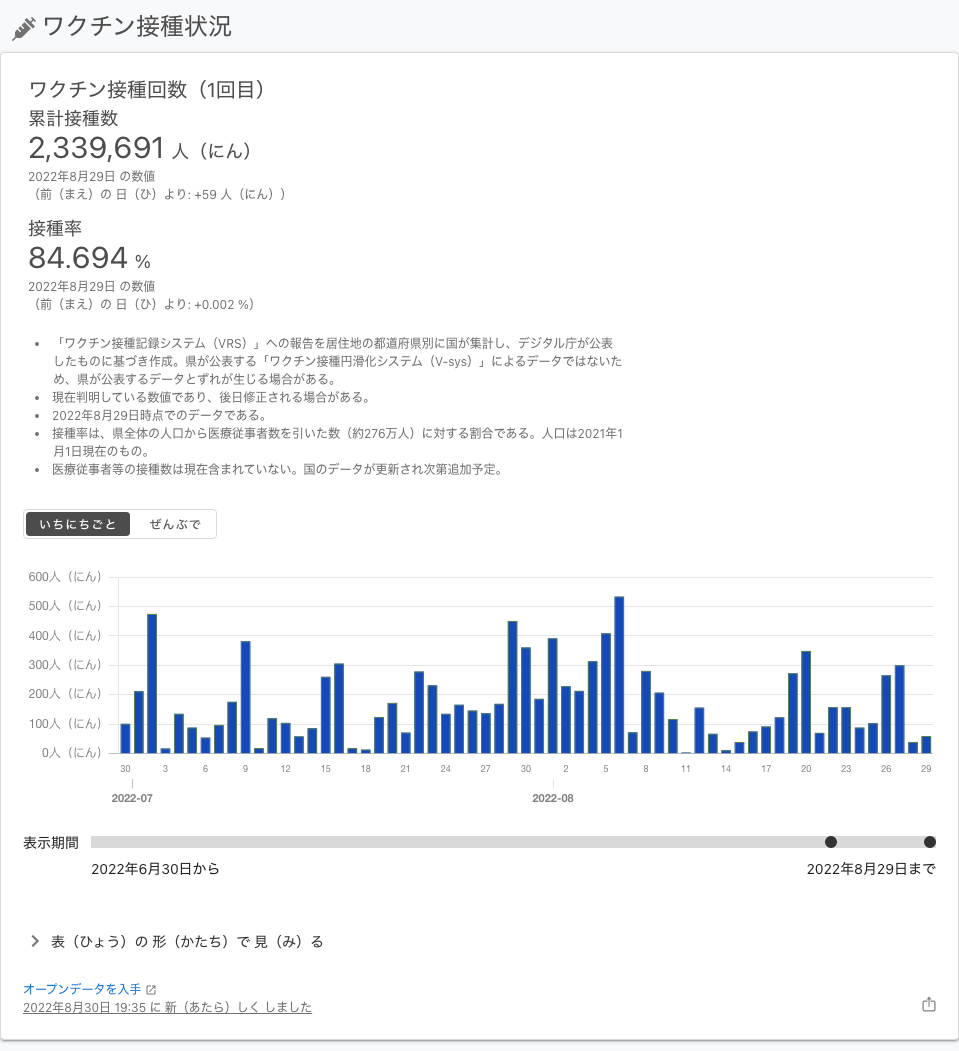 ワクチン接種状況
ワクチン接種回数（1回目）
累計接種数
2,339,691 人（にん）
2022年8月29日 の数値
（前（まえ）の 日（ひ）より: +59 人（にん））
接種率
84.694 %
2022年8月29日 の数値
（前（まえ）の 日（ひ）より: +0.002 %）
• 「ワクチン接種記録システム（VRS）」への報告を居住地の都道府県別に国が集計し、デジタル庁が公表
したものに基づき作成。県が公表する「ワクチン接種円滑化システム（V-sys）」によるデータではないた
め、県が公表するデータとずれが生じる場合がある。
• 現在判明している数値であり、後日修正される場合がある。
• 2022年8月29日時点でのデータである。
• 接種率は、県全体の人口から医療従事者数を引いた数（約276万人）に対する割合である。人口は2021年1
月1日現在のもの。
• 医療従事者等の接種数は現在含まれていない。国のデータが更新され次第追加予定。
いちにちごと ぜんぶで
600人（にん）
500人（にん）
400人（にん）
300人（にん）
200人（にん）
100人（にん）
0人（にん）
30 3 6 9 12 15 18 21 24 27 30 2 5 8 11 14 17 20 23 26 29
2022-07 2022-08
表示期間
2022年6月30日から 2022年8月29日まで
表（ひょう）の 形（かたち）で 見（み）る
オープンデータを入手
2022年8月30日 19:35 に 新（あたら）しく しました